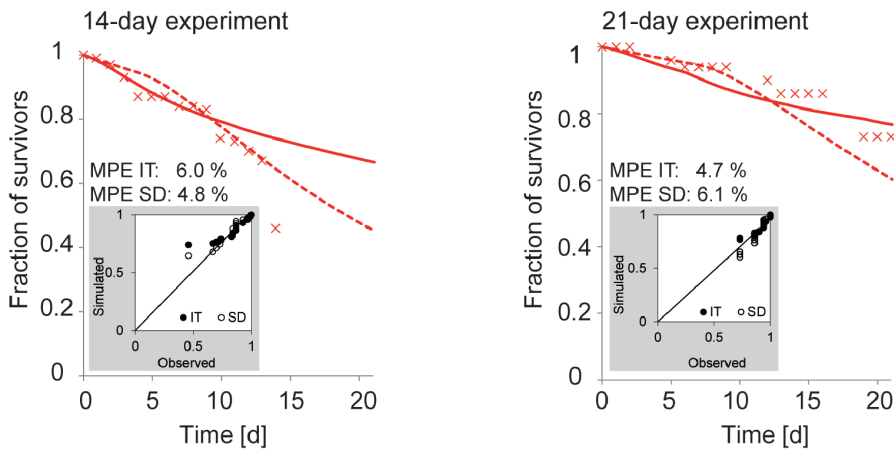 14-day experiment
Fraction of survivors
1
0.8
0.6
0.4
0.2
0
MPE IT: 6.0 %
MPE SD: 4.8 %
Simulated
1
0.5
0
IT
SD
0
0.5
1
Observed
0
5
10
15
20
Time [d]
21-day experiment
Fraction of survivors
1
0.8
0.6
0.4
0.2
0
MPE IT: 4.7 %
MPE SD: 6.1 %
Simulated
1
0.5
0
IT
SD
0
0.5
1
Observed
0
5
10
15
20
Time [d]